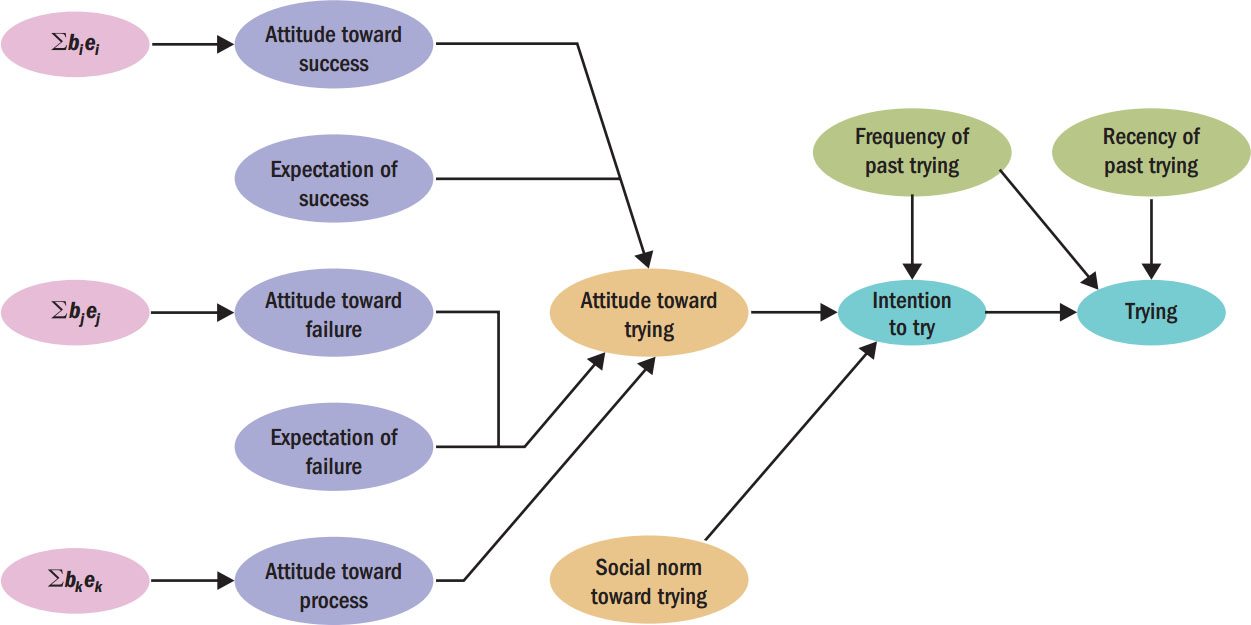 Σbᵢeᵢ
Attitude toward
success
Expectation of
success
Frequency of
past trying
Recency of
past trying
Σbⱼeⱼ
Attitude toward
failure
Attitude toward
trying
Intention
to try
Trying
Expectation of
failure
Σbₖeₖ
Attitude toward
process
Social norm
toward trying